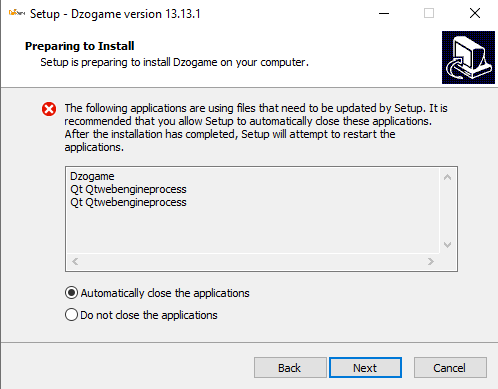 Setup - Dzogame version 13.13.1
Preparing to Install
Setup is preparing to install Dzogame on your computer.
The following applications are using files that need to be updated by Setup. It is
recommended that you allow Setup to automatically close these applications.
After the installation has completed, Setup will attempt to restart the
applications.
Dzogame
Qt Qtwebengineprocess
Qt Qtwebengineprocess
Automatically close the applications
Do not close the applications
Back
Next
Cancel